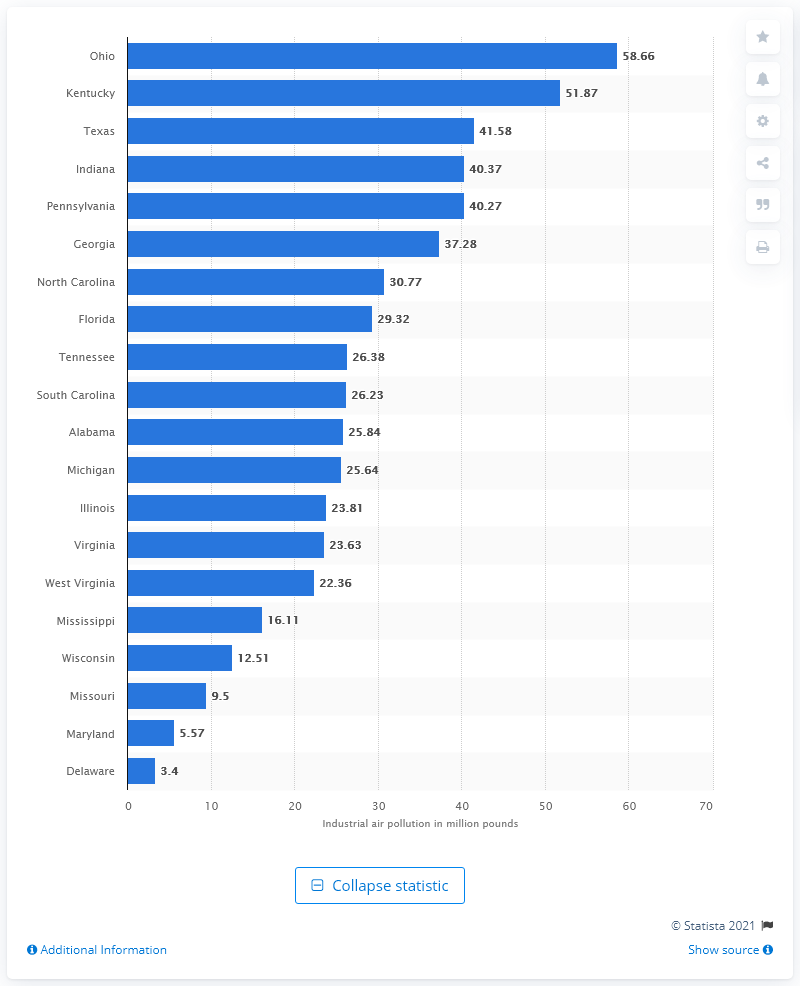 Ohio 58.66
Kentucky 51.87
Texas 41.58
Indiana 40.37
Pennsylvania 40.27
Georgia 37.28
North Carolina 30.77
Florida 29.32
Tennessee 26.38
South Carolina 26.23
Alabama 25.84
Michigan 25.64
Illinois 23.81
Virginia 23.63
West Virginia 22.36
Mississippi 16.11
Wisconsin 12.51
Missouri 9.5
Maryland 5.57
Delaware 3.4
0 10 20 30 40 50 60 70
Industrial air pollution in million pounds
Collapse statistic
© Statista 2021
Additional Information Show source